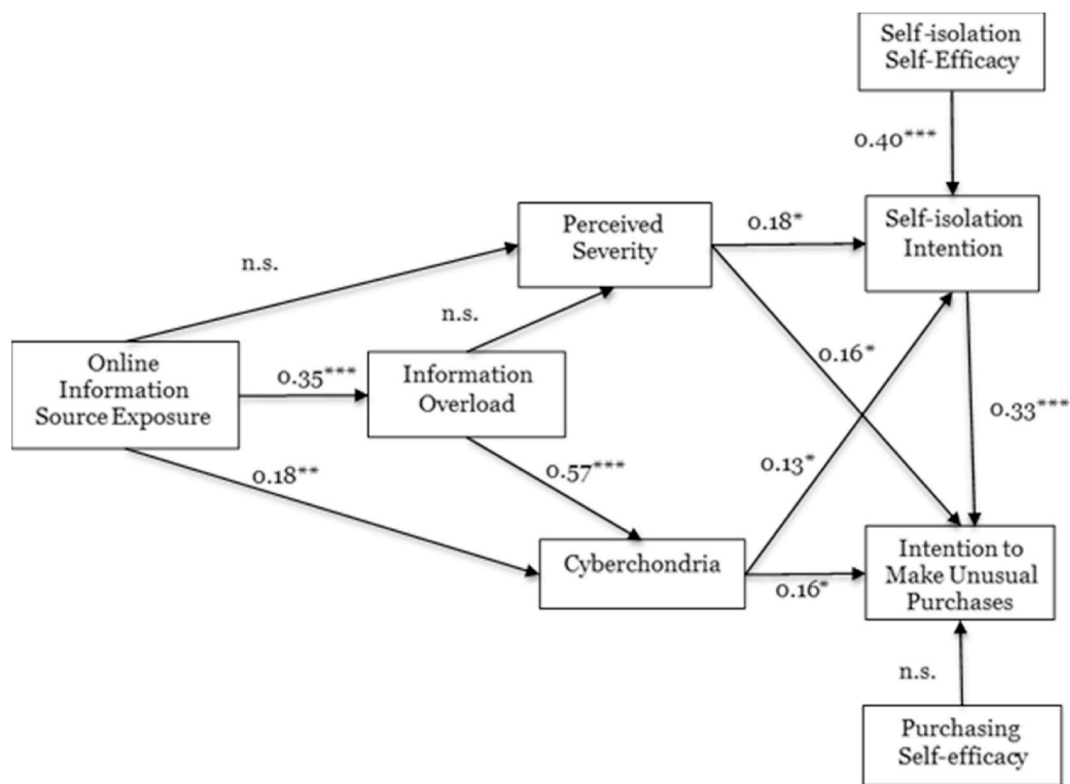 Self-isolation
Self-Efficacy
0.40***
Perceived
Severity
0.18*
Self-isolation
Intention
n.s.
n.s.
Online
Information
Source Exposure
0.35***
Information
Overload
0.16*
0.33***
0.18**
0.57***
0.13*
Cyberchondria
0.16*
Intention to
Make Unusual
Purchases
n.s.
Purchasing
Self-efficacy